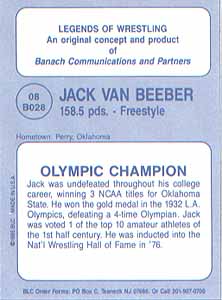 LEGENDS OF WRESTLING
An original concept and product
of
Banach Communications and Partners
08
B028
JACK VAN BEEBER
158.5 pds. - Freestyle
Hometown: Perry, Oklahoma
OLYMPIC CHAMPION
Jack was undefeated throughout his college
career, winning 3 NCAA titles for Oklahoma
State. He won the gold medal in the 1932 L.A.
Olympics, defeating a 4-time Olympian. Jack
was voted 1 of the top 10 amateur athletes of
the 1st half century. He was inducted into the
Nat'l Wrestling Hall of Fame in '76.
BLC Order Forms: PO Box C, Teaneck NJ 07666. Or Call 201-907-0700
BLC MADE IN U.S.A.